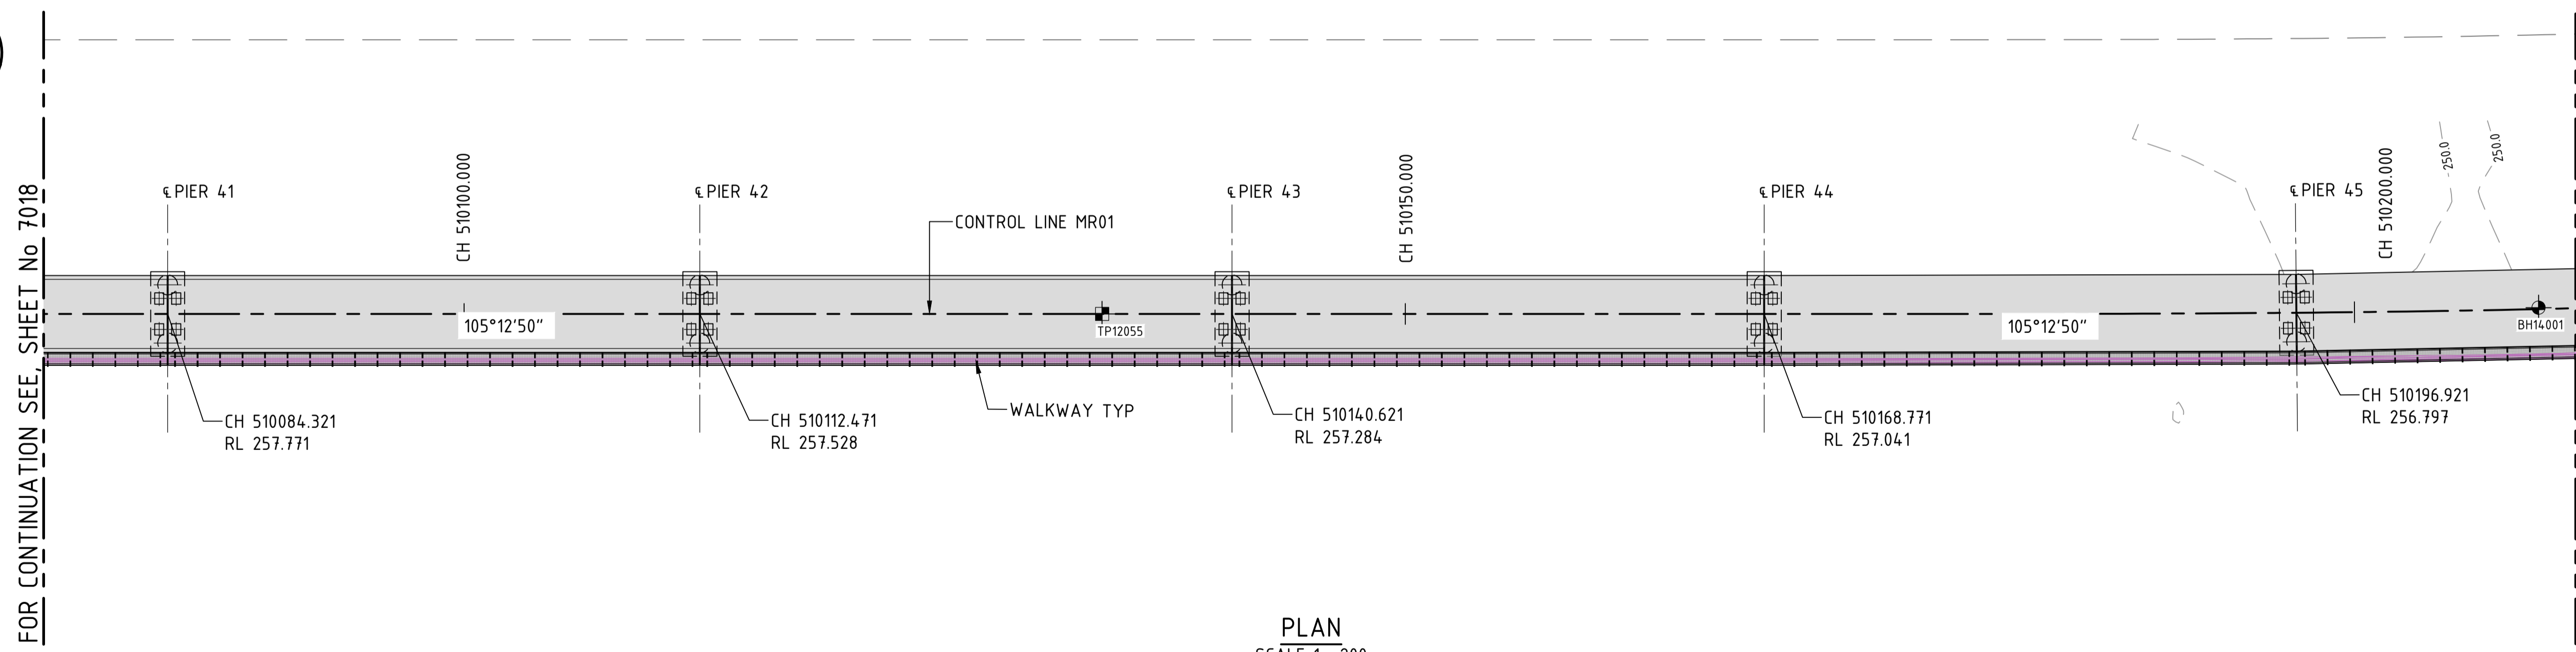 FOR CONTINUATION SEE, SHEET No 7018
℄ PIER 41
CH 510100.000
℄ PIER 42
CONTROL LINE MR01
℄ PIER 43
CH 510150.000
℄ PIER 44
℄ PIER 45
CH 510200.000
250.0
250.0
105°12'50"
TP12055
105°12'50"
BH14001
CH 510084.321
RL 257.771
CH 510112.471
RL 257.528
WALKWAY TYP
CH 510140.621
RL 257.284
CH 510168.771
RL 257.041
CH 510196.921
RL 256.797
PLAN